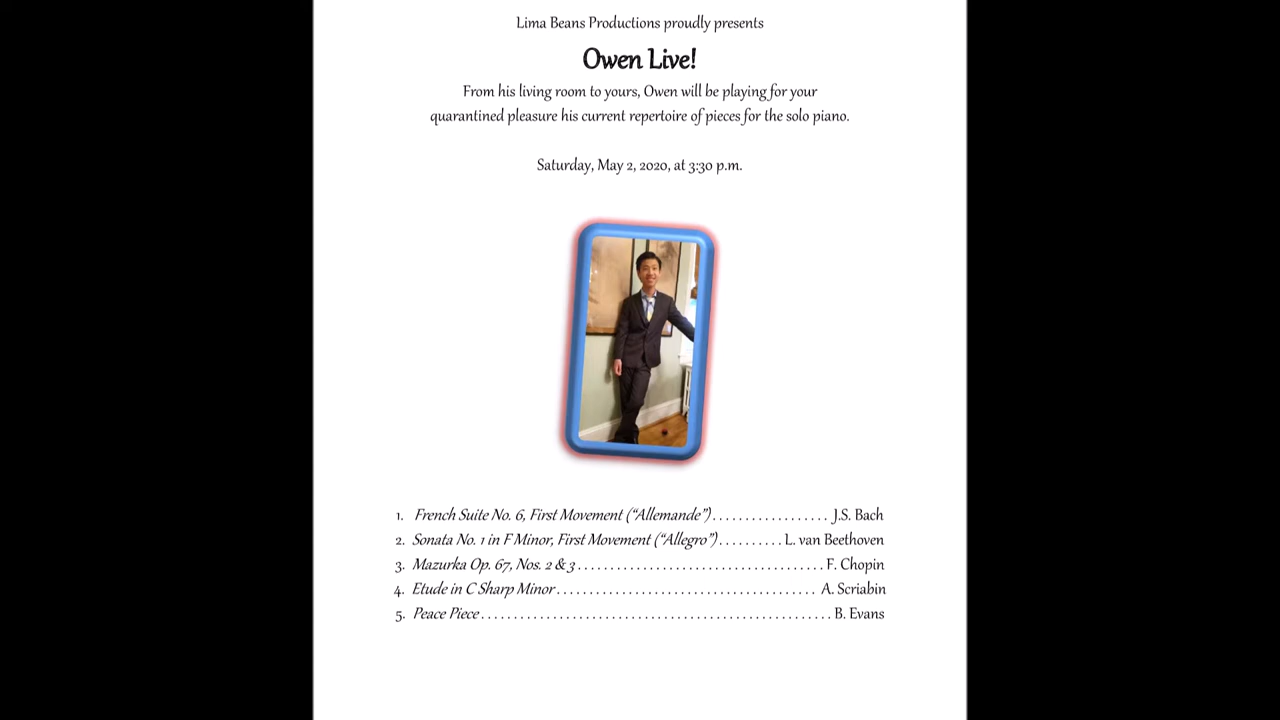 Lima Beans Productions proudly presents
Owen Live!
From his living room to yours, Owen will be playing for your
quarantined pleasure his current repertoire of pieces for the solo piano.
Saturday, May 2, 2020, at 3:30 p.m.
1. French Suite No. 6, First Movement (“Allemande”).................. J.S. Bach
2. Sonata No. 1 in F Minor, First Movement (“Allegro”)..........L. van Beethoven
3. Mazurka Op. 67, Nos. 2 & 3......................................F. Chopin
4. Etude in C Sharp Minor........................................ A. Scriabin
5. Peace Piece......................................................B. Evans